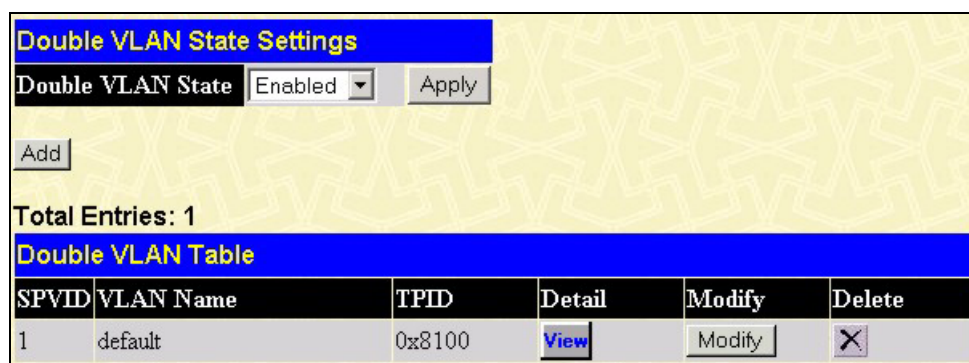 Double VLAN State Settings
Double VLAN State Enabled Apply
Add
Total Entries: 1
Double VLAN Table
SPVID VLAN Name TPID Detail Modify Delete
1 default 0x8100 View Modify X